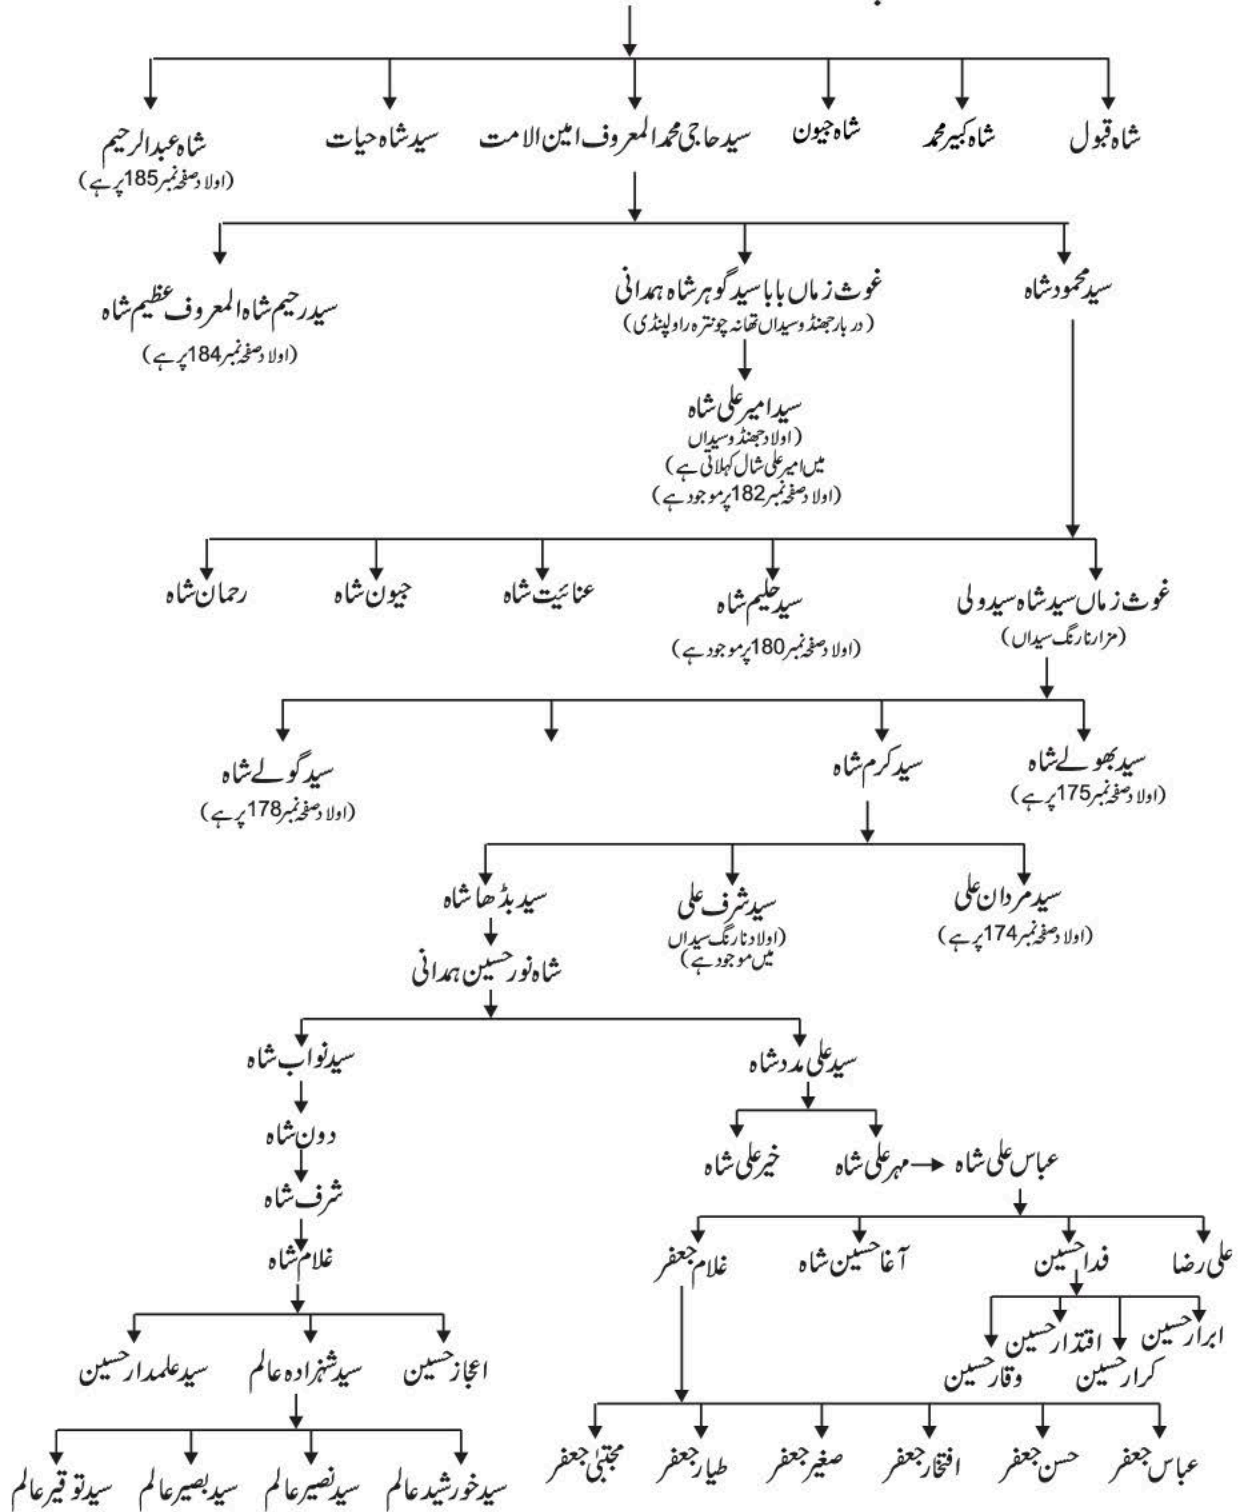 شاہ قبول
شاہ کبیر محمد
شاہ جیون
سید حاجی محمد المعروف امین الامت
سید شاہ حیات
شاہ عبدالرحیم
(اولاد صفحہ نمبر 185 پر ہے)
سید محمود شاہ
غوث زماں بابا سید گوہر شاہ ہمدانی
(دربار جھنڈو سیداں تھانہ چونترہ راولپنڈی)
سید رحیم شاہ المعروف عظیم شاہ
(اولاد صفحہ نمبر 184 پر ہے)
سید امیر علی شاہ
(اولاد جھنڈو سیداں
میں امیر علی شال کہلاتی ہے)
(اولاد صفحہ نمبر 182 پر موجود ہے)
غوث زماں سید شاہ سید ولی
(مزار نارنگ سیداں)
سید حلیم شاہ
(اولاد صفحہ نمبر 180 پر موجود ہے)
عنائیت شاہ
جیون شاہ
رحمان شاہ
سید بھولے شاہ
(اولاد صفحہ نمبر 175 پر ہے)
سید کرم شاہ
سید گولے شاہ
(اولاد صفحہ نمبر 178 پر ہے)
سید مردان علی
(اولاد صفحہ نمبر 174 پر ہے)
سید شرف علی
(اولاد نارنگ سیداں
میں موجود ہے)
سید بڈھا شاہ
شاہ نور حسین ہمدانی
سید علی مدد شاہ
سید نواب شاہ
دون شاہ
شرف شاہ
غلام شاہ
عباس علی شاہ
مہر علی شاہ
خیر علی شاہ
علی رضا
فدا حسین
آغا حسین شاہ
غلام جعفر
ابرار حسین
اقتدار حسین
کرار حسین
وقار حسین
اعجاز حسین
سید شہزادہ عالم
سید علمدار حسین
عباس جعفر
حسن جعفر
افتخار جعفر
صغیر جعفر
طیار جعفر
مجتبیٰ جعفر
سید خورشید عالم
سید نصیر عالم
سید بصیر عالم
سید توقیر عالم